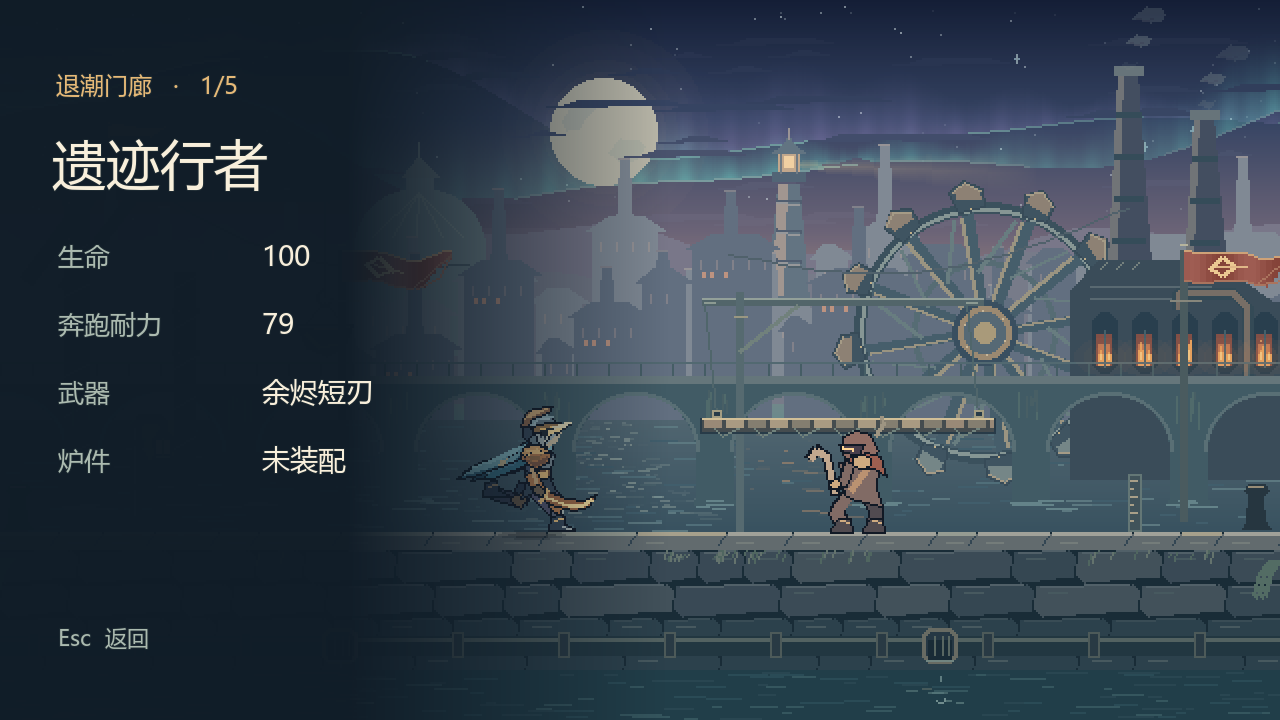 退潮门廊 · 1/5
遗迹行者
生命 100
奔跑耐力 79
武器 余烬短刃
炉件 未装配
Esc 返回